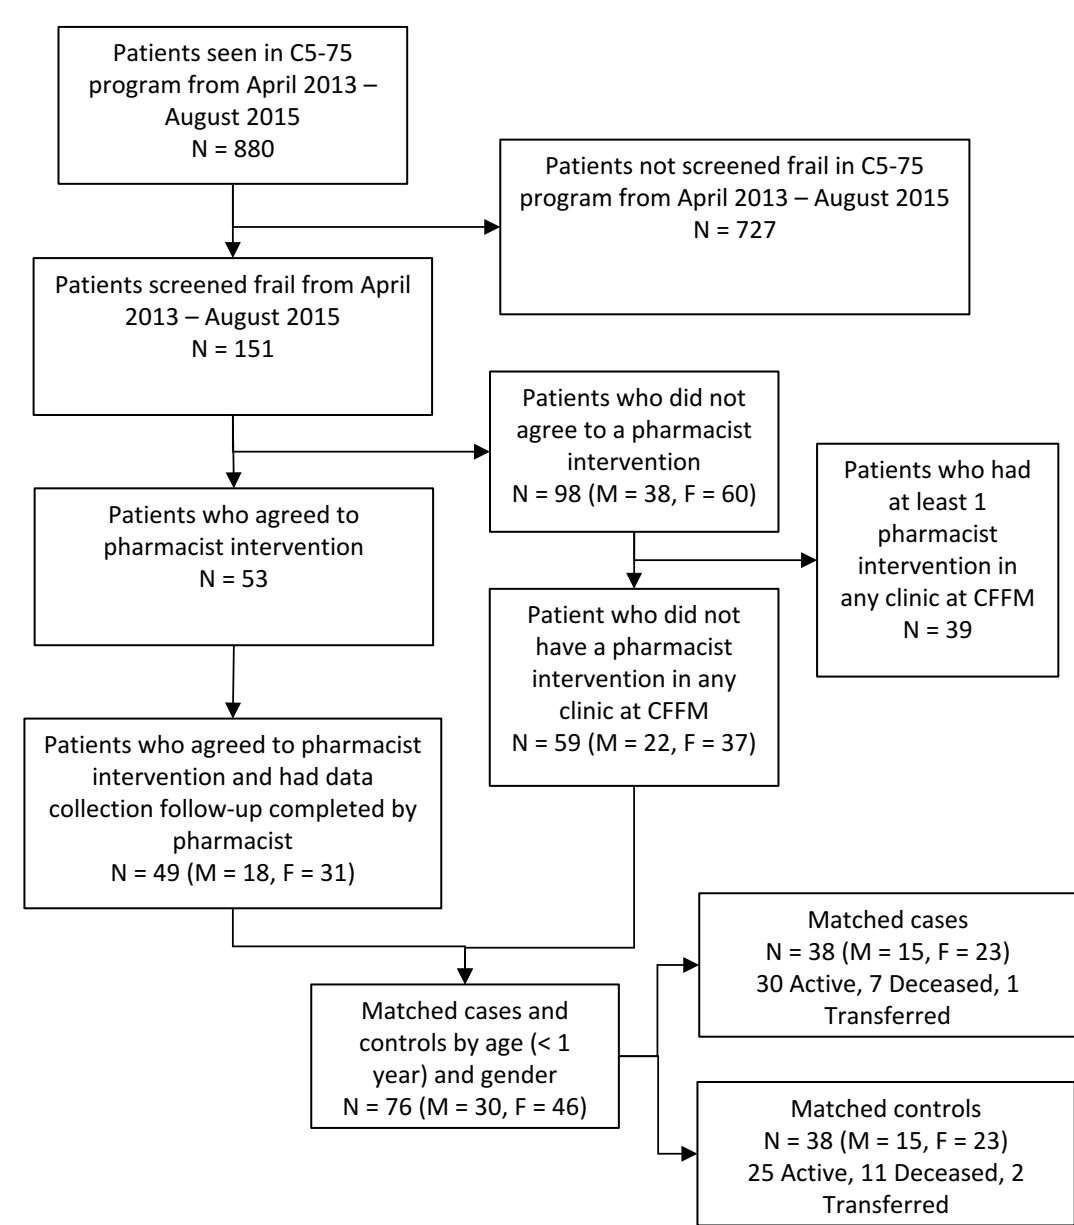 Patients seen in C5-75
program from April 2013 –
August 2015
N = 880
Patients not screened frail in C5-75
program from April 2013 – August 2015
N = 727
Patients screened frail from April
2013 – August 2015
N = 151
Patients who did not
agree to a pharmacist
intervention
N = 98 (M = 38, F = 60)
Patients who had
at least 1
pharmacist
intervention in
any clinic at CFFM
N = 39
Patients who agreed to
pharmacist intervention
N = 53
Patient who did not
have a pharmacist
intervention in any
clinic at CFFM
N = 59 (M = 22, F = 37)
Patients who agreed to pharmacist
intervention and had data
collection follow-up completed by
pharmacist
N = 49 (M = 18, F = 31)
Matched cases
N = 38 (M = 15, F = 23)
30 Active, 7 Deceased, 1
Transferred
Matched cases and
controls by age (< 1
year) and gender
N = 76 (M = 30, F = 46)
Matched controls
N = 38 (M = 15, F = 23)
25 Active, 11 Deceased, 2
Transferred